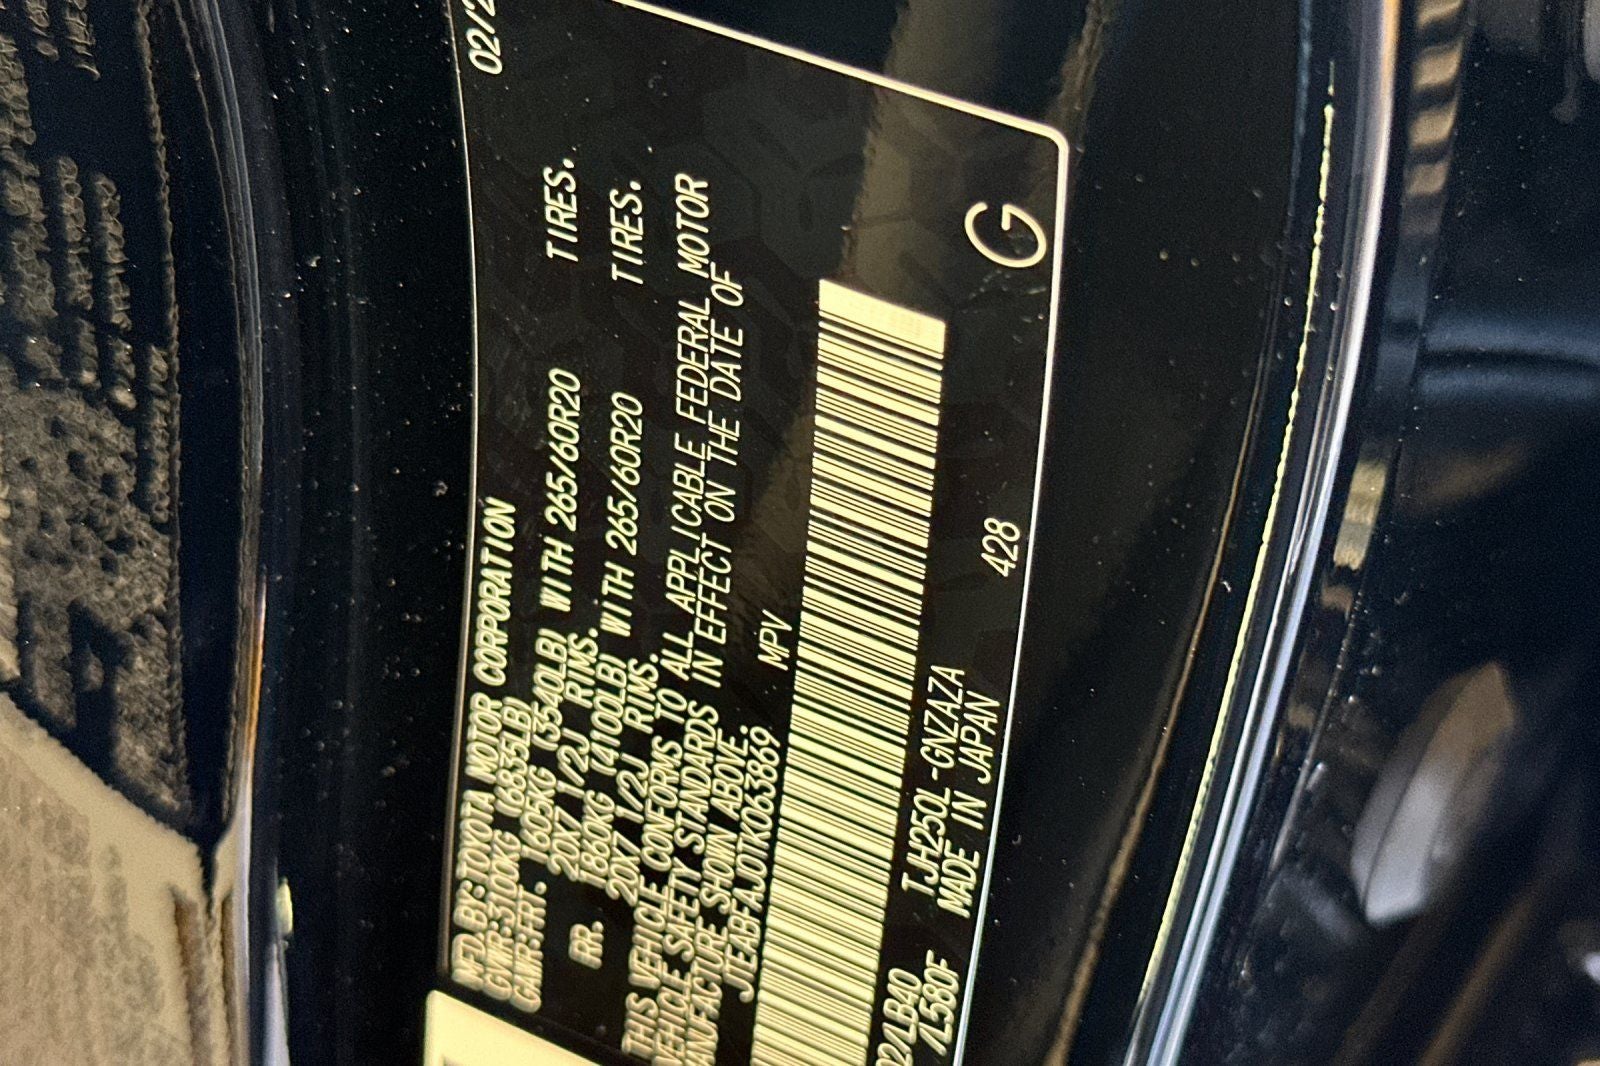 MFD.BY:TOYOTA MOTOR CORPORATION 02/2
GVWR:3100KG (6835LB)
GAWR:FRT. 1605KG (3540LB) WITH 265/60R20 TIRES.
20X7 1/2J RIMS.
RR. 1860KG (4100LB) WITH 265/60R20 TIRES.
20X7 1/2J RIMS.
THIS VEHICLE CONFORMS TO ALL APPLICABLE FEDERAL MOTOR
VEHICLE SAFETY STANDARDS IN EFFECT ON THE DATE OF
MANUFACTURE SHOWN ABOVE.
JTEABFAJ0TK063869 MPV
02/LB40 TJH250L-GNZAZA
/L580F MADE IN JAPAN 428 G